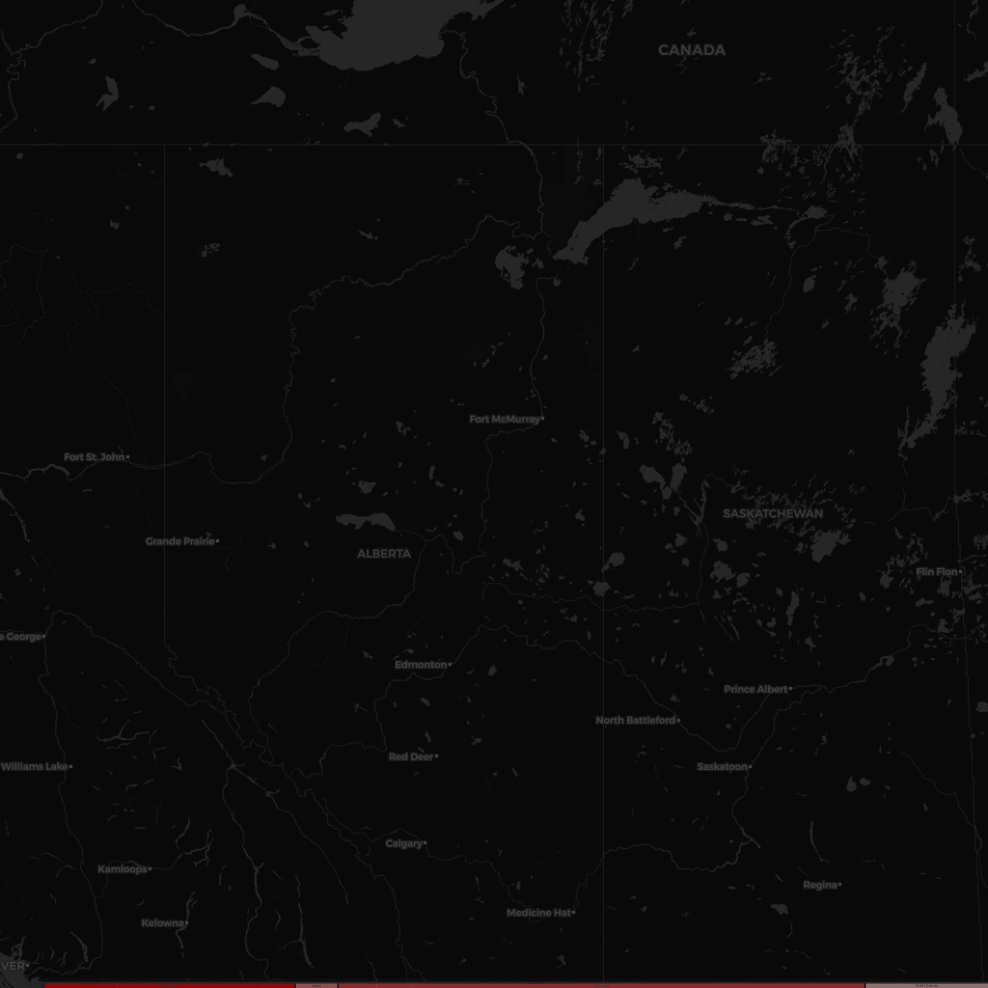 CANADA
Fort McMurray
Fort St. John
SASKATCHEWAN
Grande Prairie
ALBERTA
Flin Flon
e George
Edmonton
Prince Albert
North Battleford
Red Deer
Williams Lake
Saskatoon
Calgary
Kamloops
Regina
Medicine Hat
Kelowna
VER